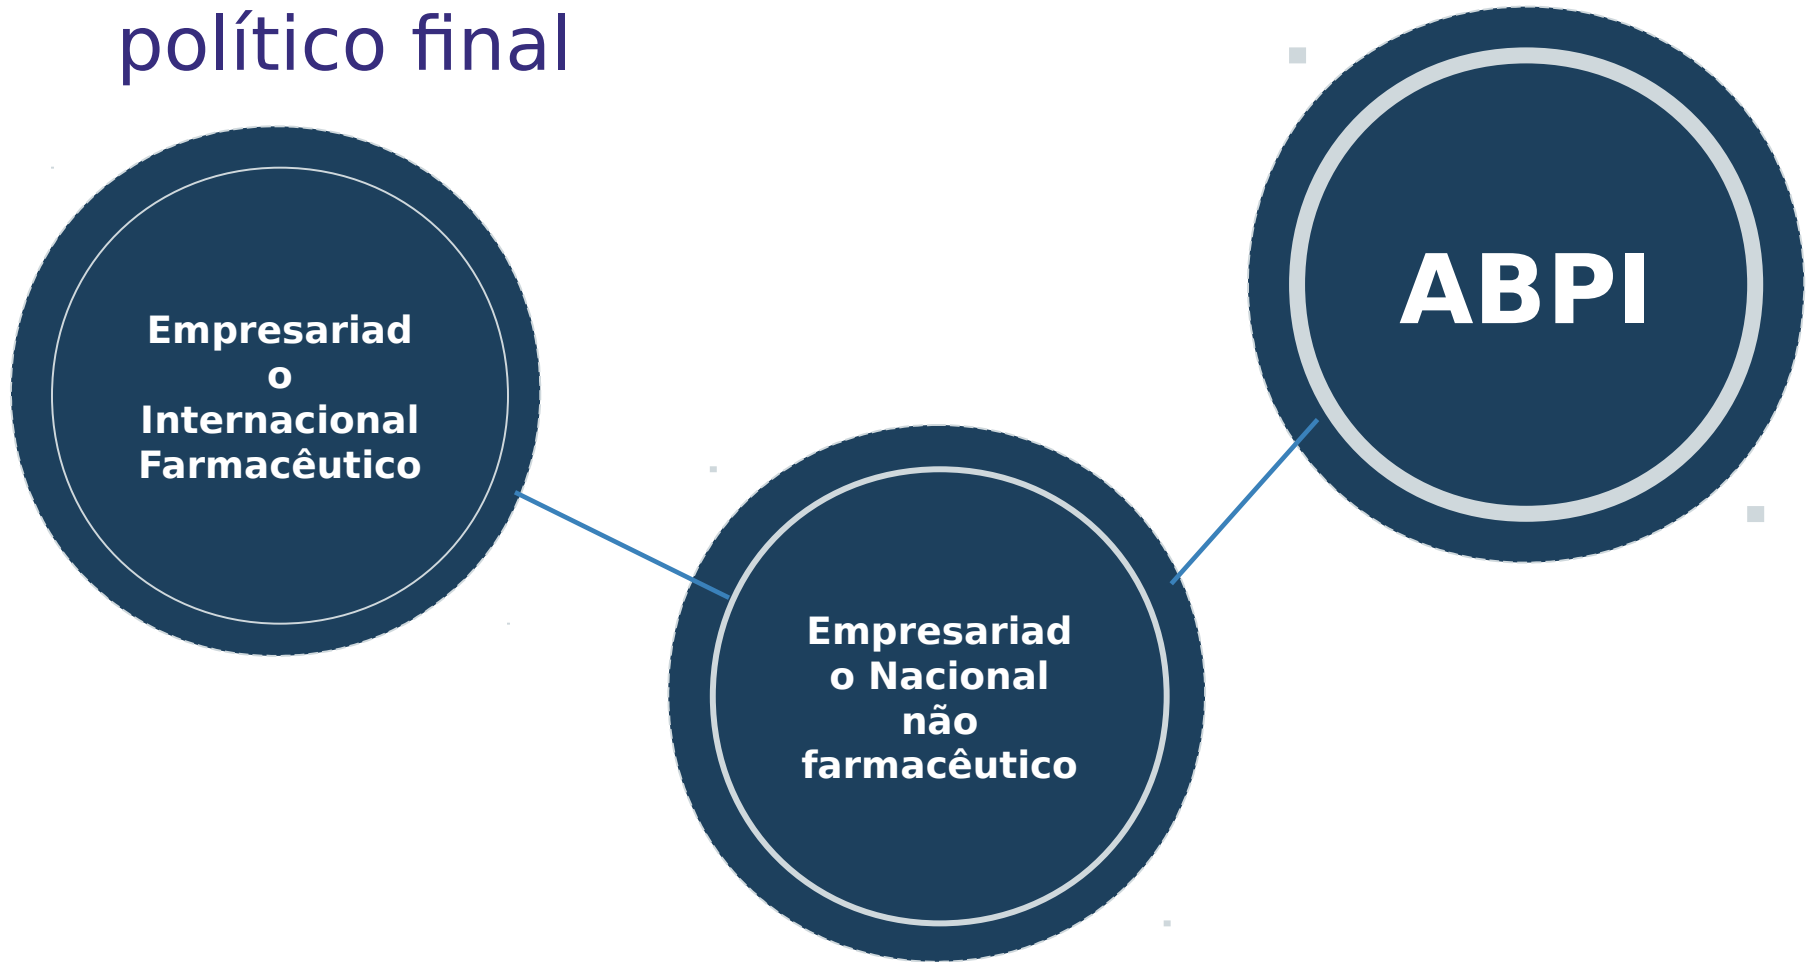 político final
Empresariad
o
Internacional
Farmacêutico
Empresariad
o Nacional
não
farmacêutico
ABPI